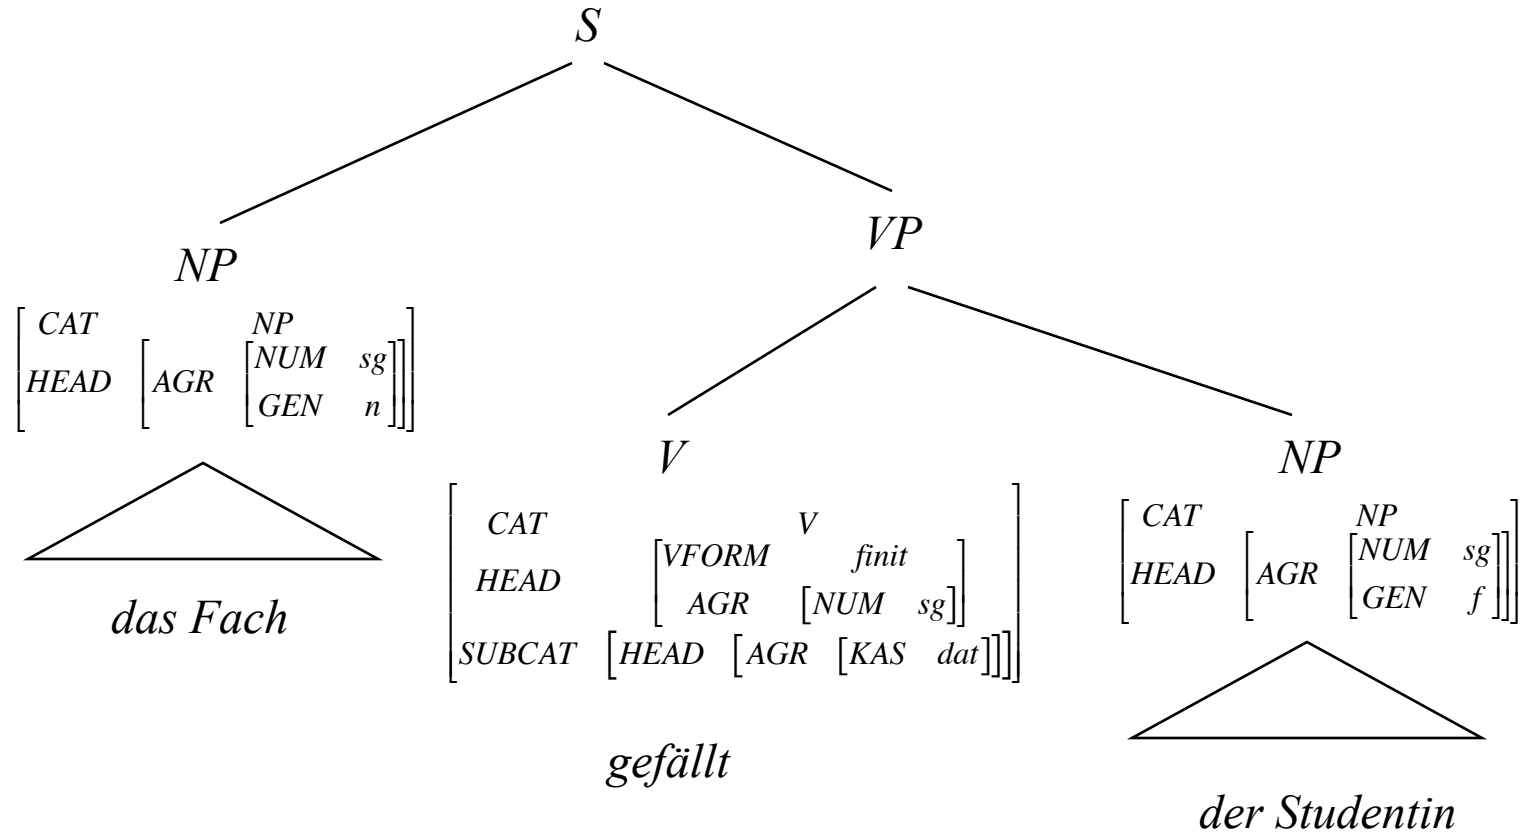 S
VP
NP
CAT NP
HEAD [AGR [NUM sg
GEN n]]
das Fach
V
CAT V
HEAD [VFORM finit
AGR [NUM sg]]
SUBCAT [HEAD [AGR [KAS dat]]]
gefällt
NP
CAT NP
HEAD [AGR [NUM sg
GEN f]]
der Studentin